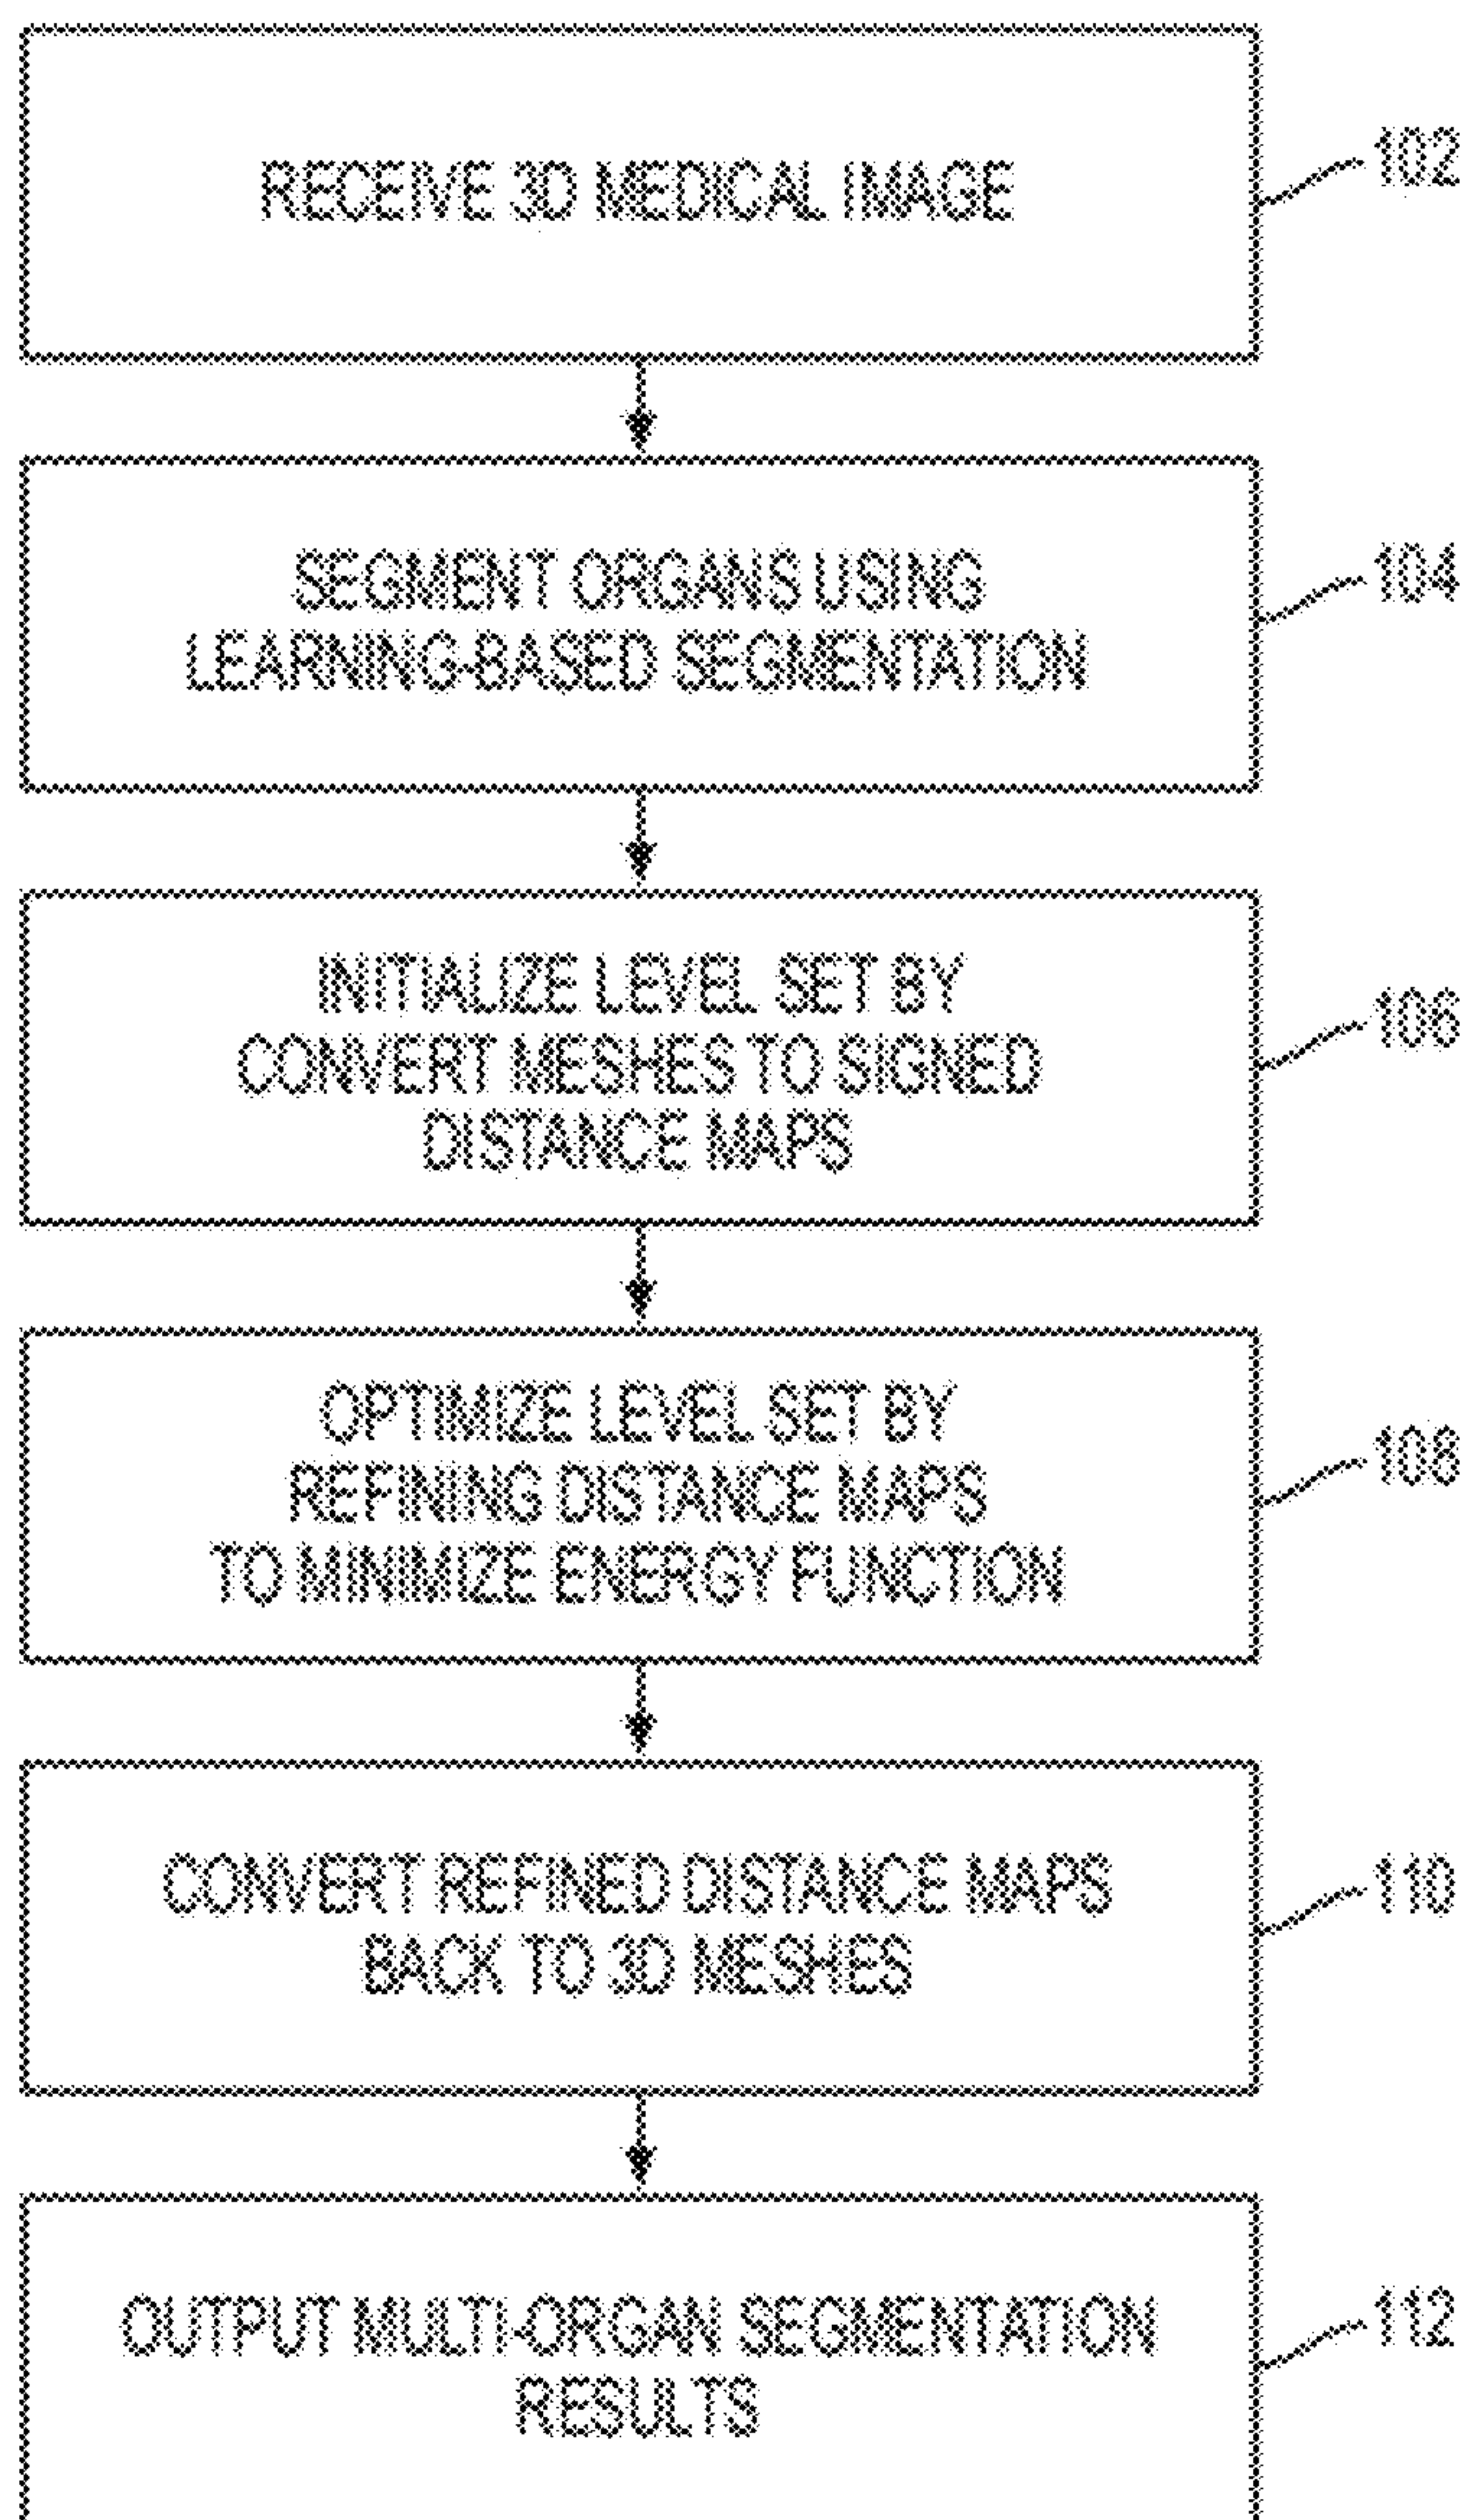 RECEIVE 3D MEDICAL IMAGE
102
SEGMENT ORGANS USING
LEARNING-BASED SEGMENTATION
104
INITIALIZE LEVEL SET BY
CONVERT MESHES TO SIGNED
DISTANCE MAPS
106
OPTIMIZE LEVEL SET BY
REFINING DISTANCE MAPS
TO MINIMIZE ENERGY FUNCTION
108
CONVERT REFINED DISTANCE MAPS
BACK TO 3D MESHES
110
OUTPUT MULTI-ORGAN SEGMENTATION
RESULTS
112